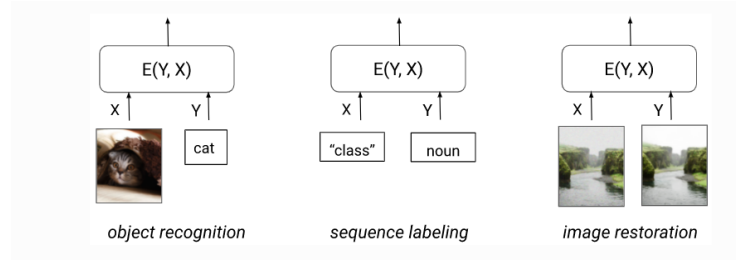 E(Y, X) E(Y, X) E(Y, X)
X Y X Y X Y
cat "class" noun
object recognition sequence labeling image restoration